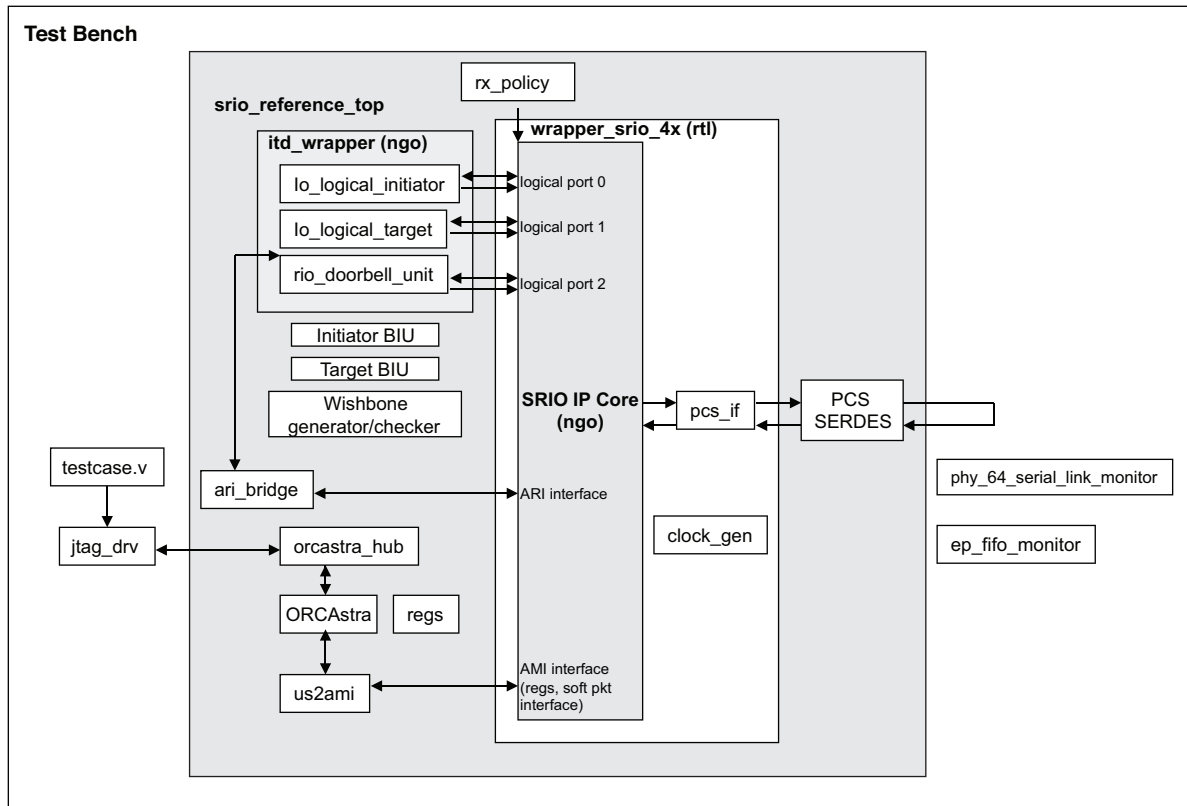 Test Bench
rx_policy
srio_reference_top
wrapper_srio_4x (rtl)
itd_wrapper (ngo)
Io_logical_initiator
logical port 0
Io_logical_target
logical port 1
rio_doorbell_unit
logical port 2
Initiator BIU
Target BIU
Wishbone
generator/checker
SRIO IP Core
(ngo)
pcs_if
PCS
SERDES
testcase.v
ari_bridge
ARI interface
phy_64_serial_link_monitor
jtag_drv
orcastra_hub
clock_gen
ep_fifo_monitor
ORCAstra
regs
us2ami
AMI interface
(regs, soft pkt
interface)